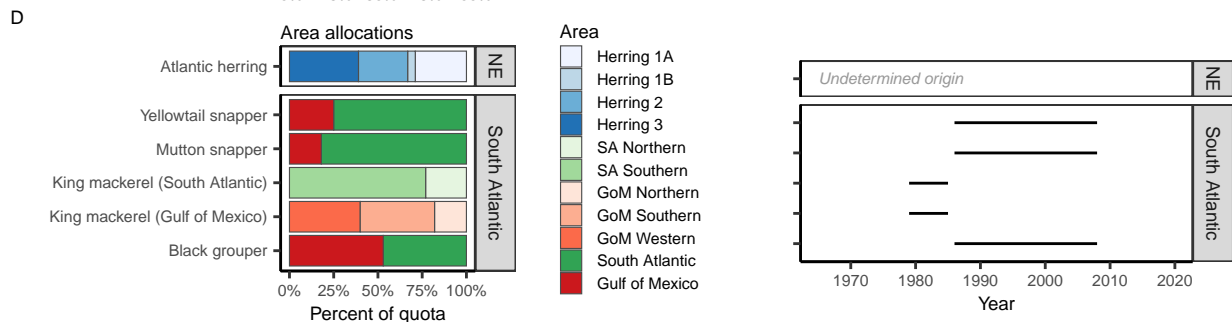 D
Area allocations
Atlantic herring
NE
Yellowtail snapper
Mutton snapper
King mackerel (South Atlantic)
King mackerel (Gulf of Mexico)
Black grouper
South Atlantic
0% 25% 50% 75% 100%
Percent of quota
Area
Herring 1A
Herring 1B
Herring 2
Herring 3
SA Northern
SA Southern
GoM Northern
GoM Southern
GoM Western
South Atlantic
Gulf of Mexico
Undetermined origin
NE
South Atlantic
1970 1980 1990 2000 2010 2020
Year